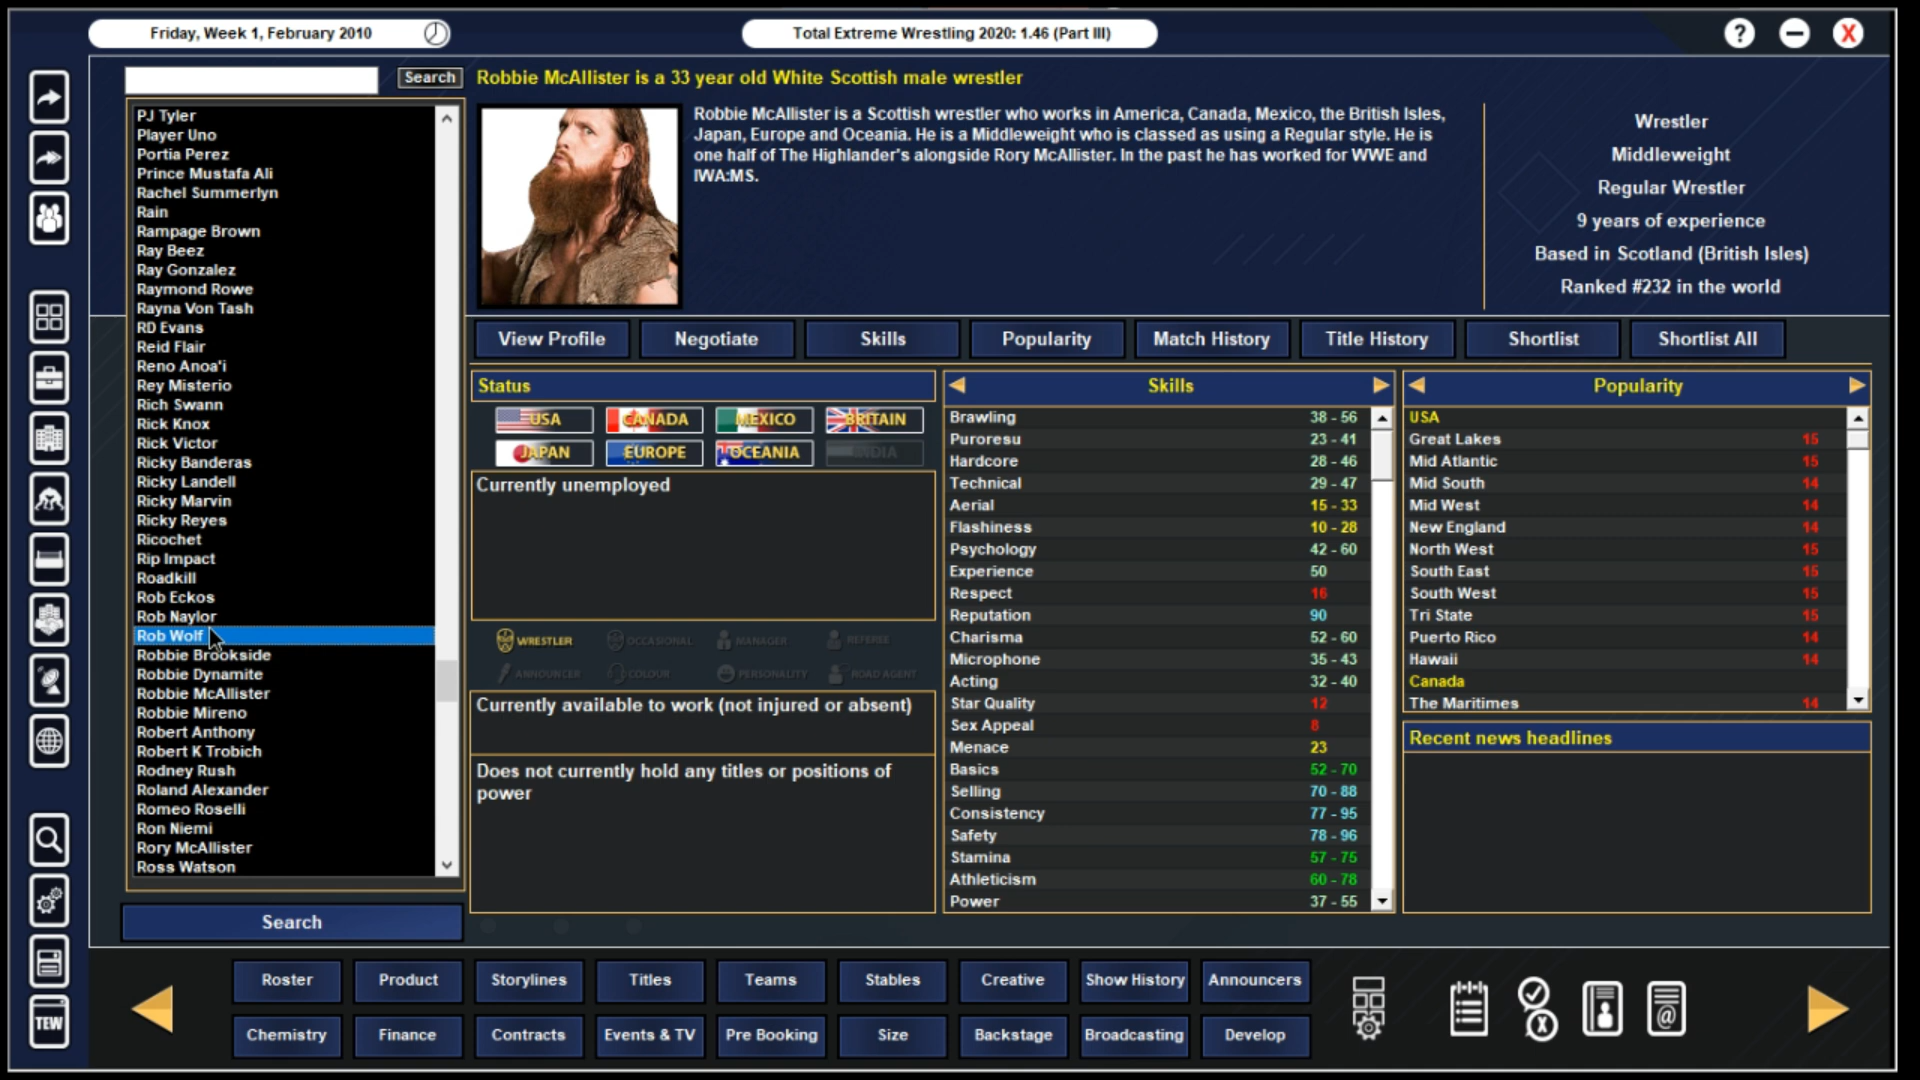 Friday, Week 1, February 2010
Total Extreme Wrestling 2020: 1.46 (Part III)
?
X
Search
Robbie McAllister is a 33 year old White Scottish male wrestler
PJ Tyler
Player Uno
Portia Perez
Prince Mustafa Ali
Rachel Summerlyn
Rain
Rampage Brown
Ray Beez
Ray Gonzalez
Raymond Rowe
Rayna Von Tash
RD Evans
Reid Flair
Reno Anoa'i
Rey Misterio
Rich Swann
Rick Knox
Rick Victor
Ricky Banderas
Ricky Landell
Ricky Marvin
Ricky Reyes
Ricochet
Rip Impact
Roadkill
Rob Eckos
Rob Naylor
Rob Wolf
Robbie Brookside
Robbie Dynamite
Robbie McAllister
Robbie Mireno
Robert Anthony
Robert K Trobich
Rodney Rush
Roland Alexander
Romeo Roselli
Ron Niemi
Rory McAllister
Ross Watson
Search
Robbie McAllister is a Scottish wrestler who works in America, Canada, Mexico, the British Isles,
Japan, Europe and Oceania. He is a Middleweight who is classed as using a Regular style. He is
one half of The Highlander's alongside Rory McAllister. In the past he has worked for WWE and
IWA:MS.
Wrestler
Middleweight
Regular Wrestler
9 years of experience
Based in Scotland (British Isles)
Ranked #232 in the world
View Profile
Negotiate
Skills
Popularity
Match History
Title History
Shortlist
Shortlist All
Status
USA
CANADA
MEXICO
BRITAIN
JAPAN
EUROPE
OCEANIA
INDIA
Currently unemployed
WRESTLER
OCCASIONAL
MANAGER
REFEREE
ANNOUNCER
COLOUR
PERSONALITY
ROAD AGENT
Currently available to work (not injured or absent)
Does not currently hold any titles or positions of
power
Skills
Brawling 38 - 56
Puroresu 23 - 41
Hardcore 28 - 46
Technical 29 - 47
Aerial 15 - 33
Flashiness 10 - 28
Psychology 42 - 60
Experience 50
Respect 16
Reputation 90
Charisma 52 - 60
Microphone 35 - 43
Acting 32 - 40
Star Quality 12
Sex Appeal 8
Menace 23
Basics 52 - 70
Selling 70 - 88
Consistency 77 - 95
Safety 78 - 96
Stamina 57 - 75
Athleticism 60 - 78
Power 37 - 55
Popularity
USA
Great Lakes 15
Mid Atlantic 15
Mid South 14
Mid West 14
New England 14
North West 15
South East 15
South West 15
Tri State 15
Puerto Rico 14
Hawaii 14
Canada
The Maritimes 14
Recent news headlines
Roster
Product
Storylines
Titles
Teams
Stables
Creative
Show History
Announcers
Chemistry
Finance
Contracts
Events & TV
Pre Booking
Size
Backstage
Broadcasting
Develop
TEW